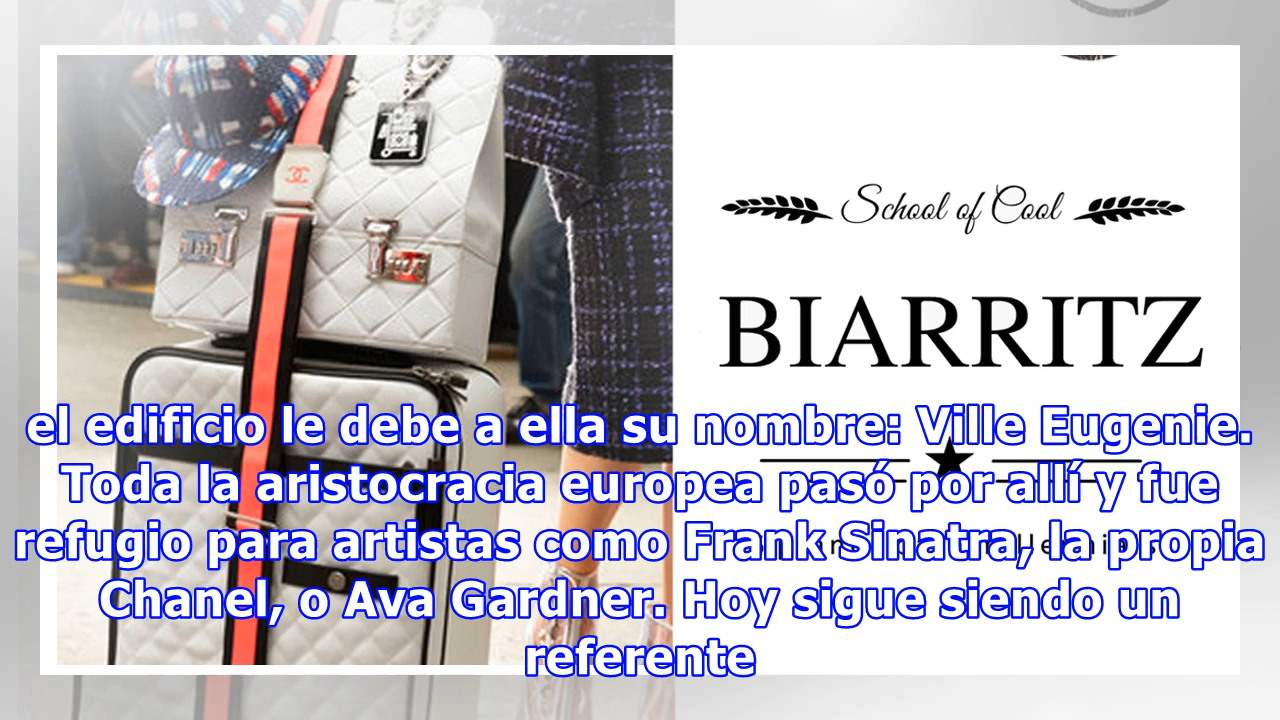 School of Cool
BIARRITZ
el edificio le debe a ella su nombre: Ville Eugenie.
Toda la aristocracia europea pasó por allí y fue
refugio para artistas como Frank Sinatra, la propia
Chanel, o Ava Gardner. Hoy sigue siendo un
referente